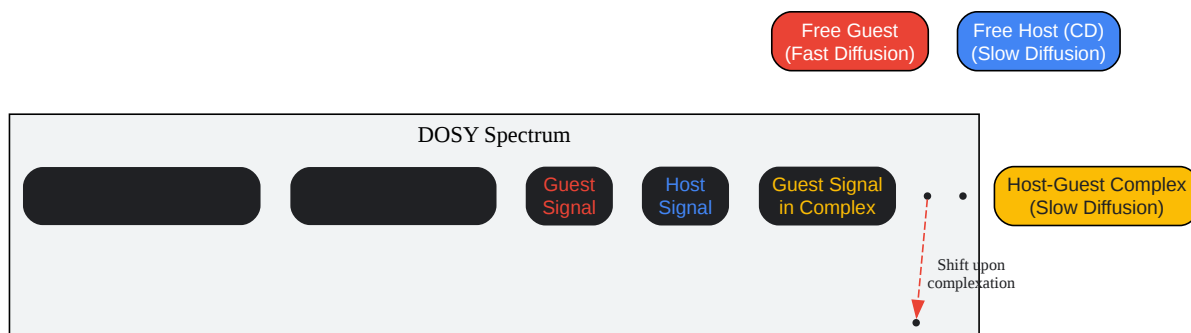 Free Guest
(Fast Diffusion)
Free Host (CD)
(Slow Diffusion)
DOSY Spectrum
Guest
Signal
Host
Signal
Guest Signal
in Complex
Host-Guest Complex
(Slow Diffusion)
Shift upon
complexation